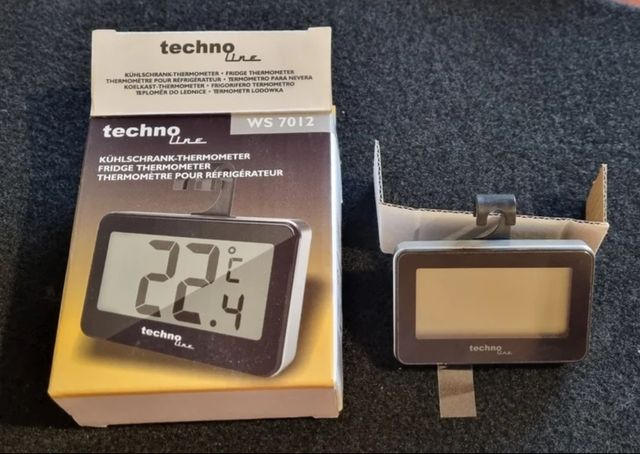 techno
line
KÜHLSCHRANK-THERMOMETER • FRIDGE THERMOMETER
THERMOMÈTRE POUR RÉFRIGÉRATEUR • TERMÓMETRO PARA NEVERA
KOELKAST-THERMOMETER • FRIGORIFERO TERMOMETRO
TEPLOMĚR DO LEDNICE • TERMOMETR LODÓWKA
techno
line
WS 7012
KÜHLSCHRANK-THERMOMETER
FRIDGE THERMOMETER
THERMOMÈTRE POUR RÉFRIGÉRATEUR
22.4 °C
techno
line
techno
line